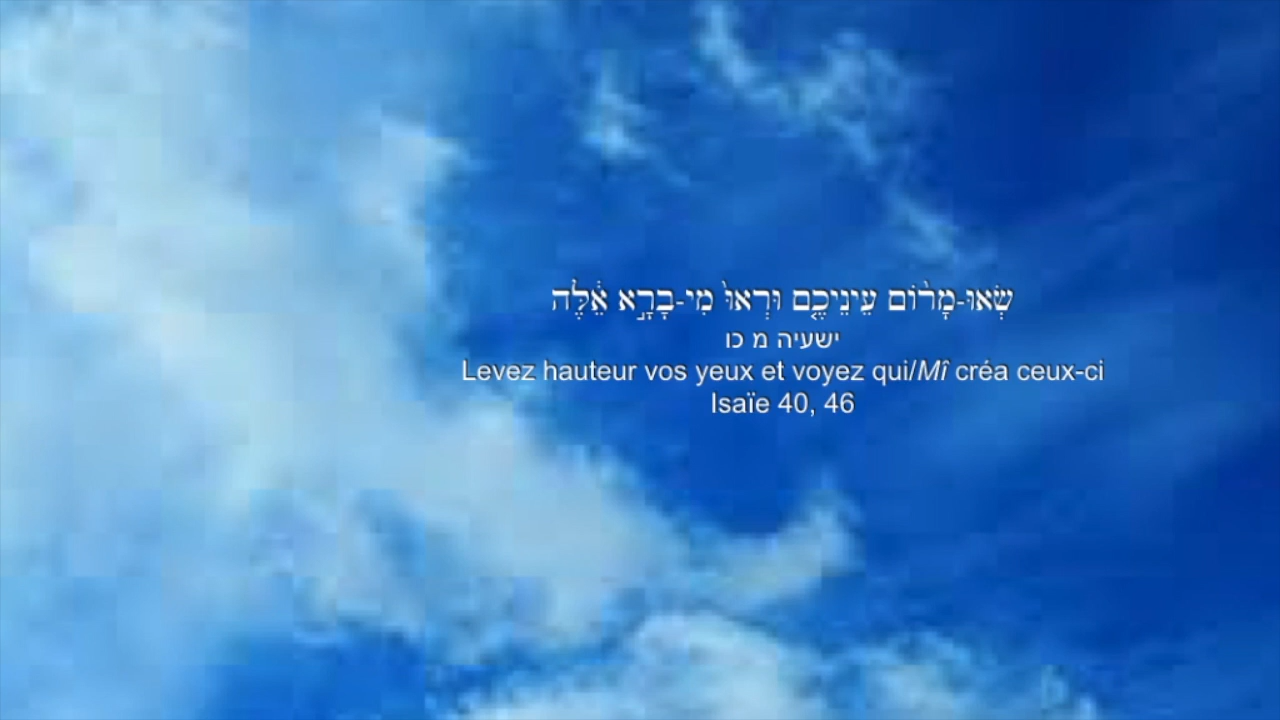 שְׂאוּ-מָר֨וֹם עֵינֵיכֶ֤ם וּרְאוּ֙ מִי-בָרָ֣א אֵ֔לֶּה
ישעיה מ כו
Levez hauteur vos yeux et voyez qui/Mî créa ceux-ci
Isaïe 40, 46